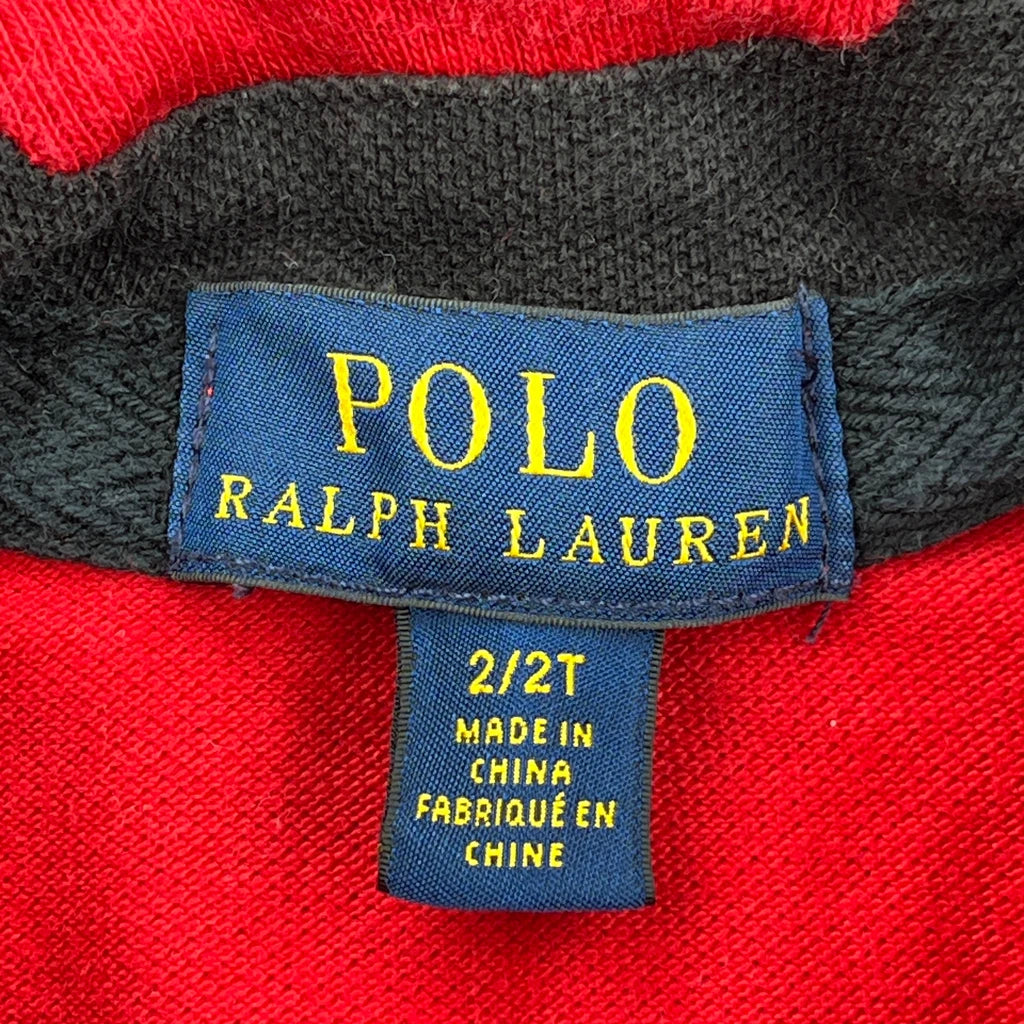 POLO
RALPH LAUREN
2/2T
MADE IN
CHINA
FABRIQUÉ EN
CHINE